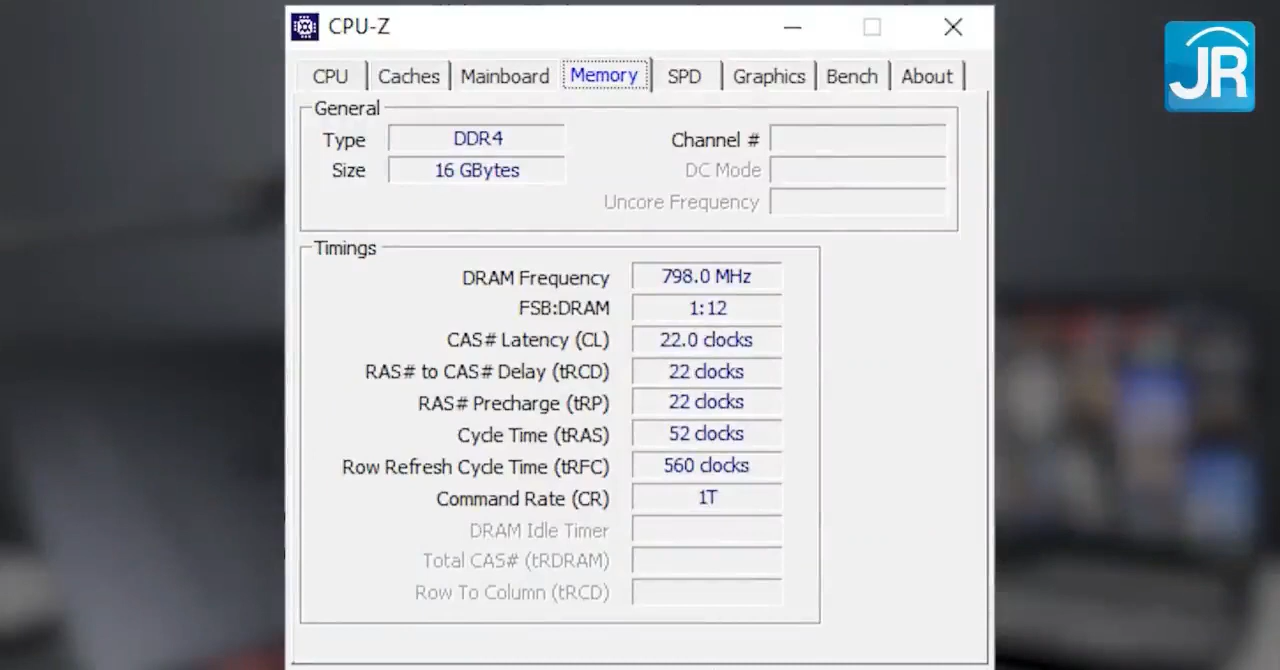 CPU-Z
JR
CPU Caches Mainboard Memory SPD Graphics Bench About
General
Type DDR4 Channel #
Size 16 GBytes DC Mode
Uncore Frequency
Timings
DRAM Frequency 798.0 MHz
FSB:DRAM 1:12
CAS# Latency (CL) 22.0 clocks
RAS# to CAS# Delay (tRCD) 22 clocks
RAS# Precharge (tRP) 22 clocks
Cycle Time (tRAS) 52 clocks
Row Refresh Cycle Time (tRFC) 560 clocks
Command Rate (CR) 1T
DRAM Idle Timer
Total CAS# (tRDRAM)
Row To Column (tRCD)